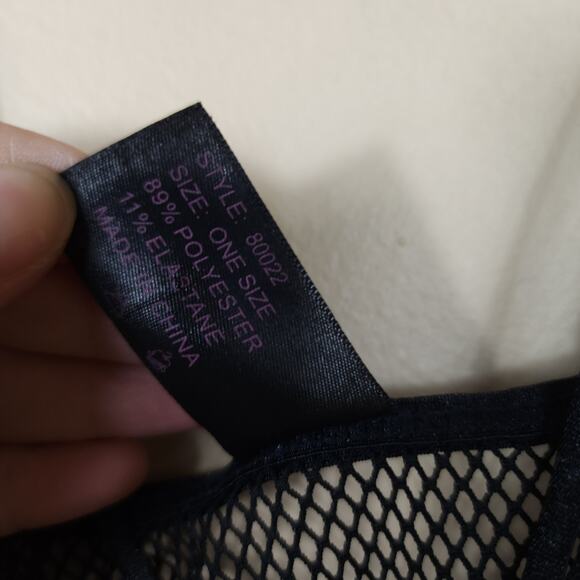 STYLE: 80022
SIZE: ONE SIZE
89% POLYESTER
11% ELASTANE
MADE IN CHINA